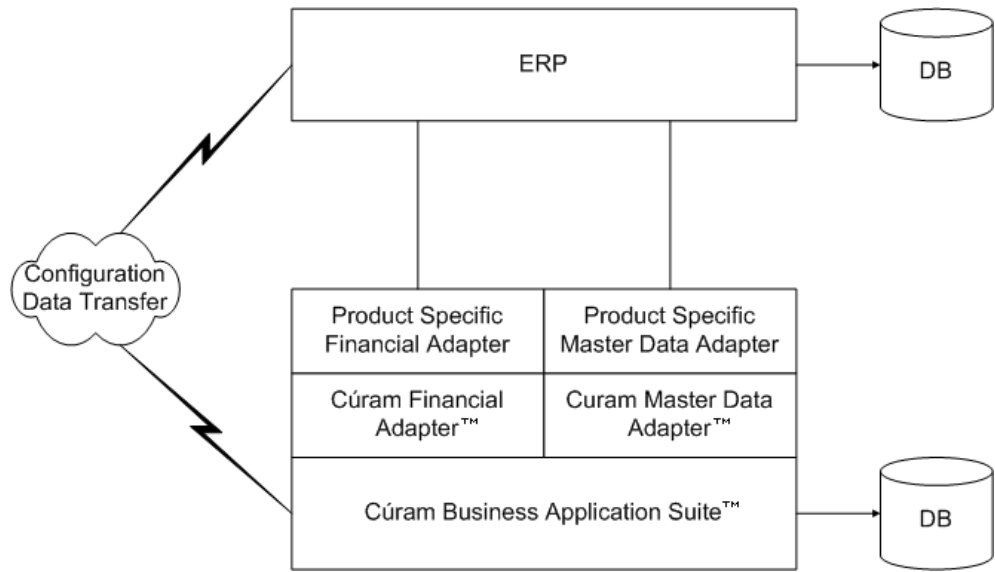 ERP
DB
Configuration
Data Transfer
Product Specific
Financial Adapter
Product Specific
Master Data Adapter
Cúram Financial
Adapter™
Curam Master Data
Adapter™
Cúram Business Application Suite™
DB